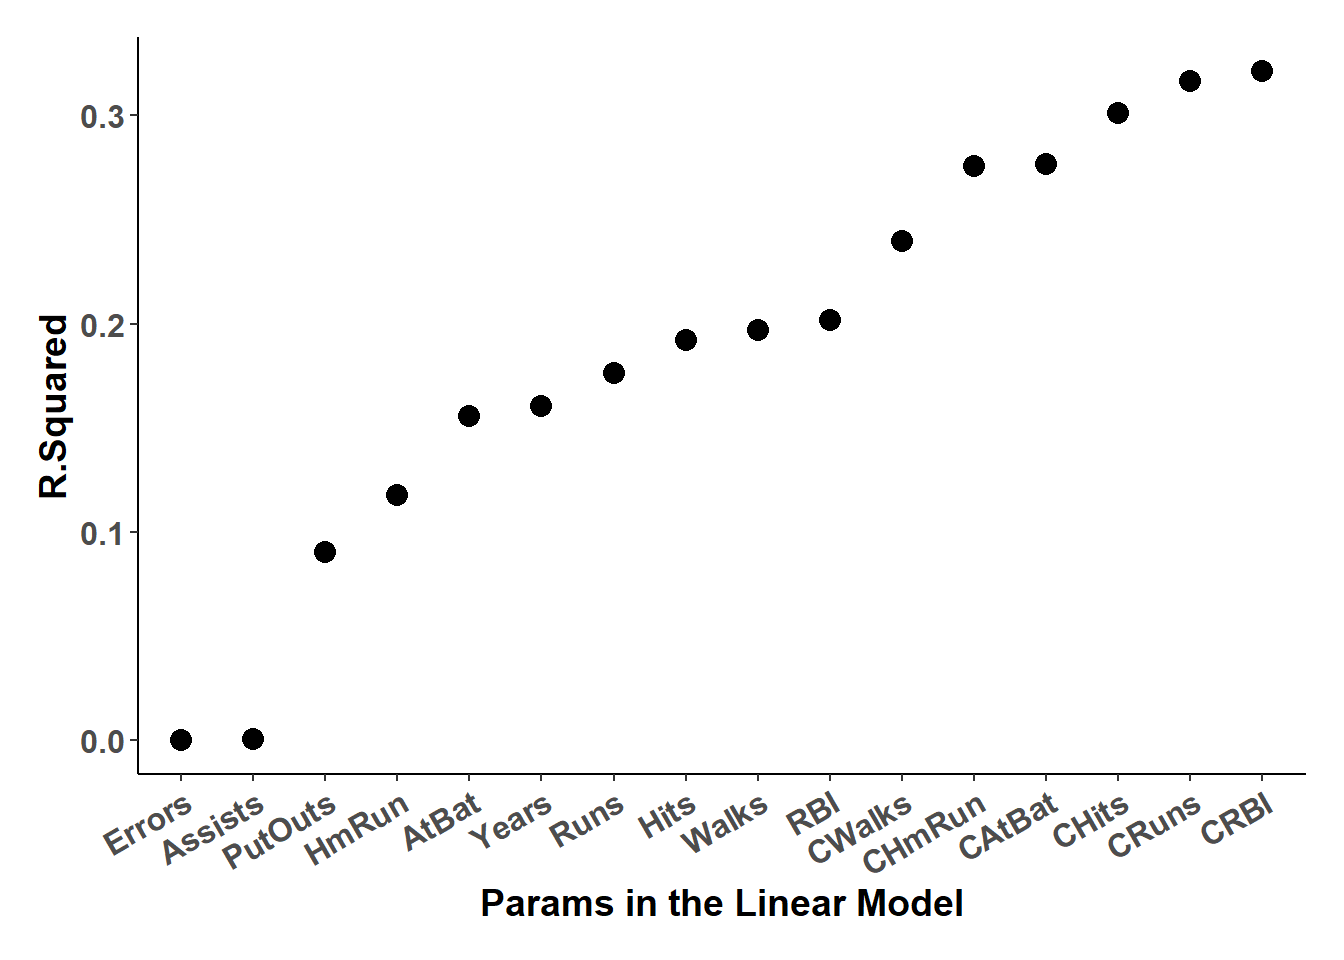 R.Squared
0.3
0.2
0.1
0.0
Errors
Assists
PutOuts
HmRun
AtBat
Years
Runs
Hits
Walks
RBI
CWalks
CHmRun
CAtBat
CHits
CRuns
CRBI
Params in the Linear Model